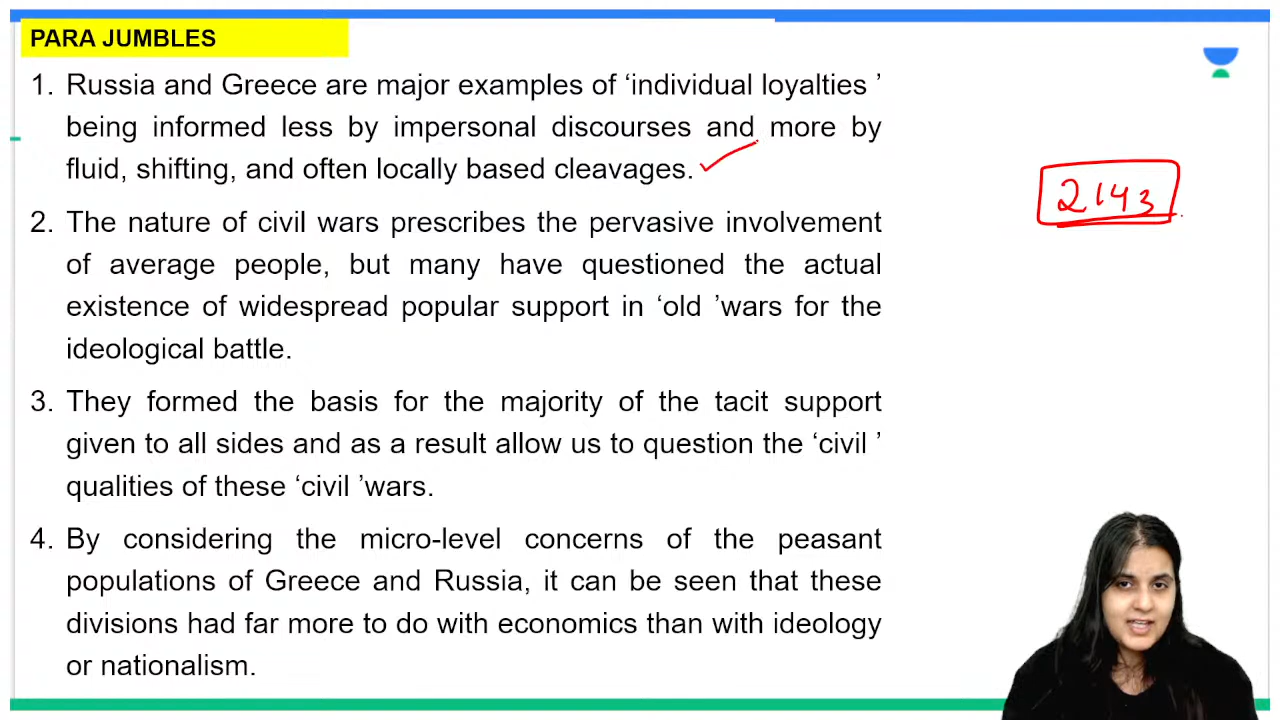 PARA JUMBLES
1. Russia and Greece are major examples of ‘individual loyalties ’
being informed less by impersonal discourses and more by
fluid, shifting, and often locally based cleavages.
2143
2. The nature of civil wars prescribes the pervasive involvement
of average people, but many have questioned the actual
existence of widespread popular support in ‘old ’wars for the
ideological battle.
3. They formed the basis for the majority of the tacit support
given to all sides and as a result allow us to question the ‘civil ’
qualities of these ‘civil ’wars.
4. By considering the micro-level concerns of the peasant
populations of Greece and Russia, it can be seen that these
divisions had far more to do with economics than with ideology
or nationalism.